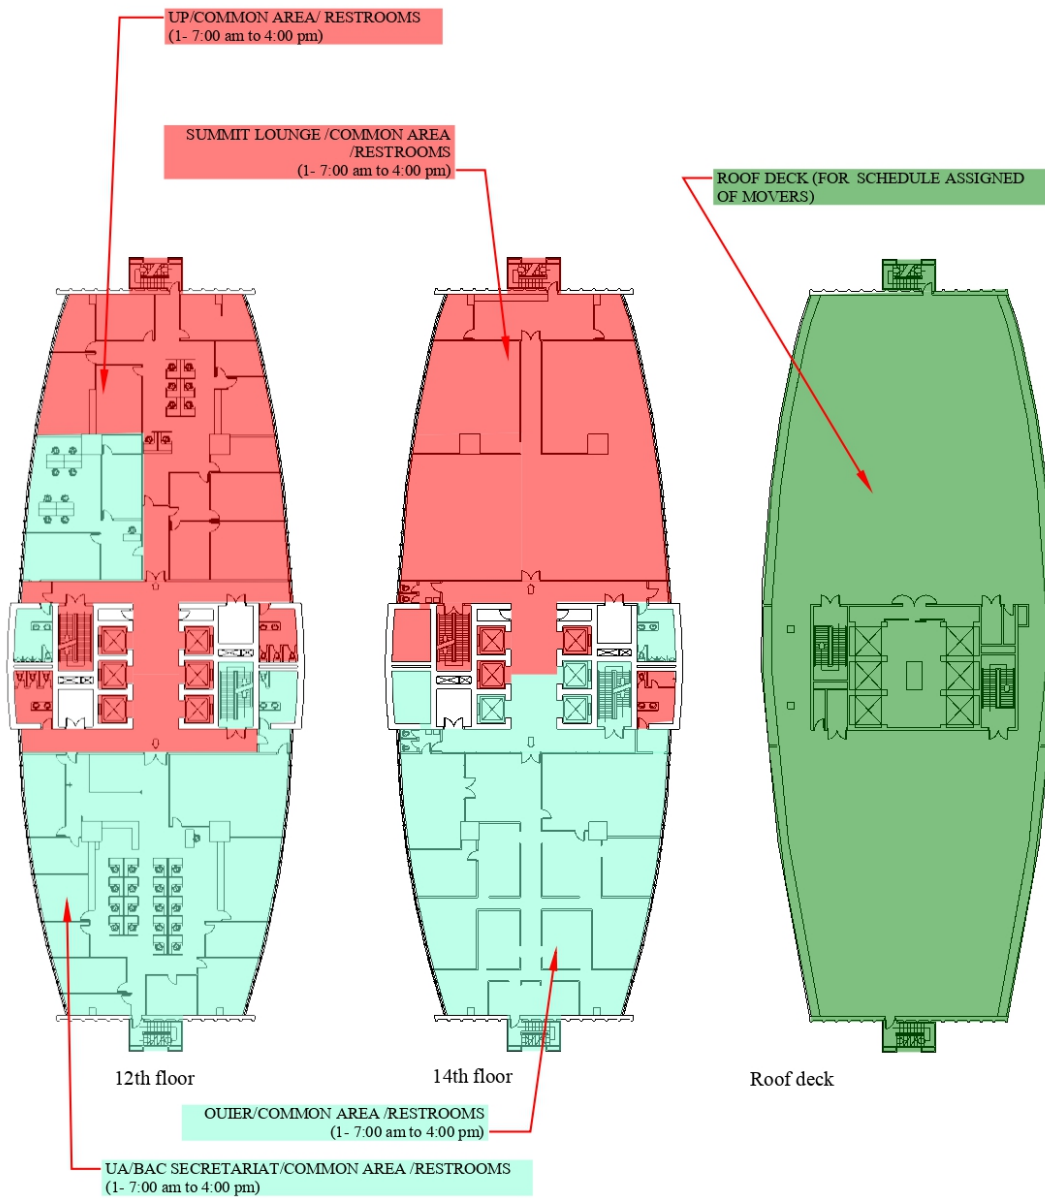 UP/COMMON AREA/ RESTROOMS
(1- 7:00 am to 4:00 pm)
SUMMIT LOUNGE /COMMON AREA
/RESTROOMS
(1- 7:00 am to 4:00 pm)
ROOF DECK (FOR SCHEDULE ASSIGNED
OF MOVERS)
12th floor
14th floor
Roof deck
OUIER/COMMON AREA /RESTROOMS
(1- 7:00 am to 4:00 pm)
UA/BAC SECRETARIAT/COMMON AREA /RESTROOMS
(1- 7:00 am to 4:00 pm)